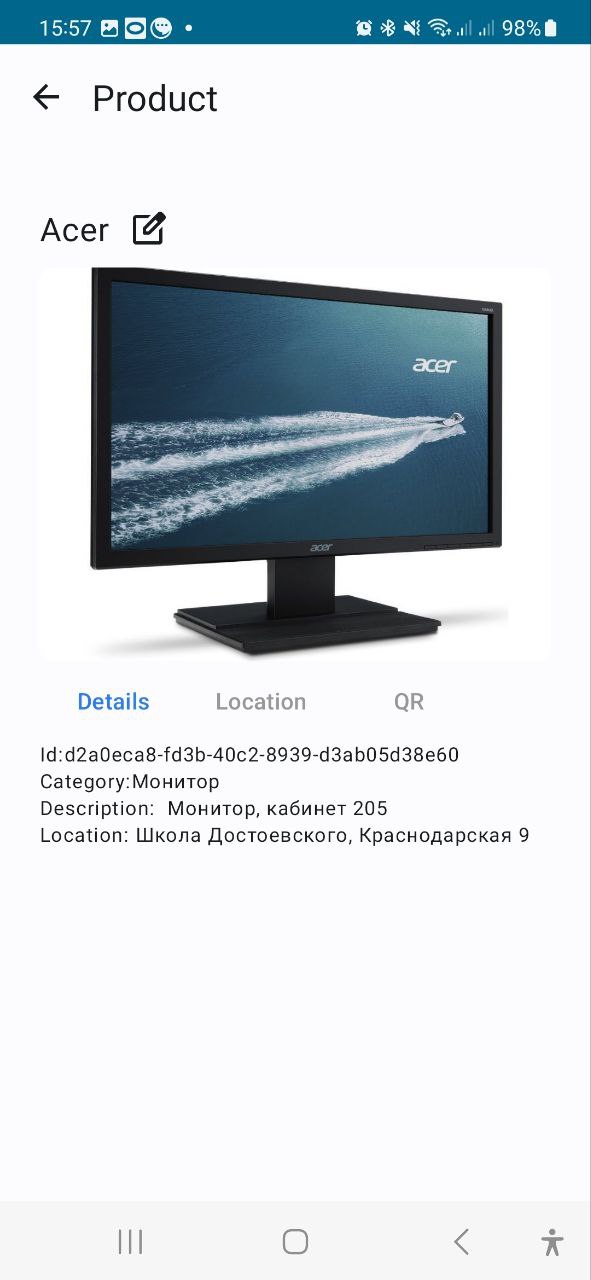 15:57 98%
Product
Acer
acer
acer
Details Location QR
Id:d2a0eca8-fd3b-40c2-8939-d3ab05d38e60
Category:Монитор
Description:  Монитор, кабинет 205
Location: Школа Достоевского, Краснодарская 9